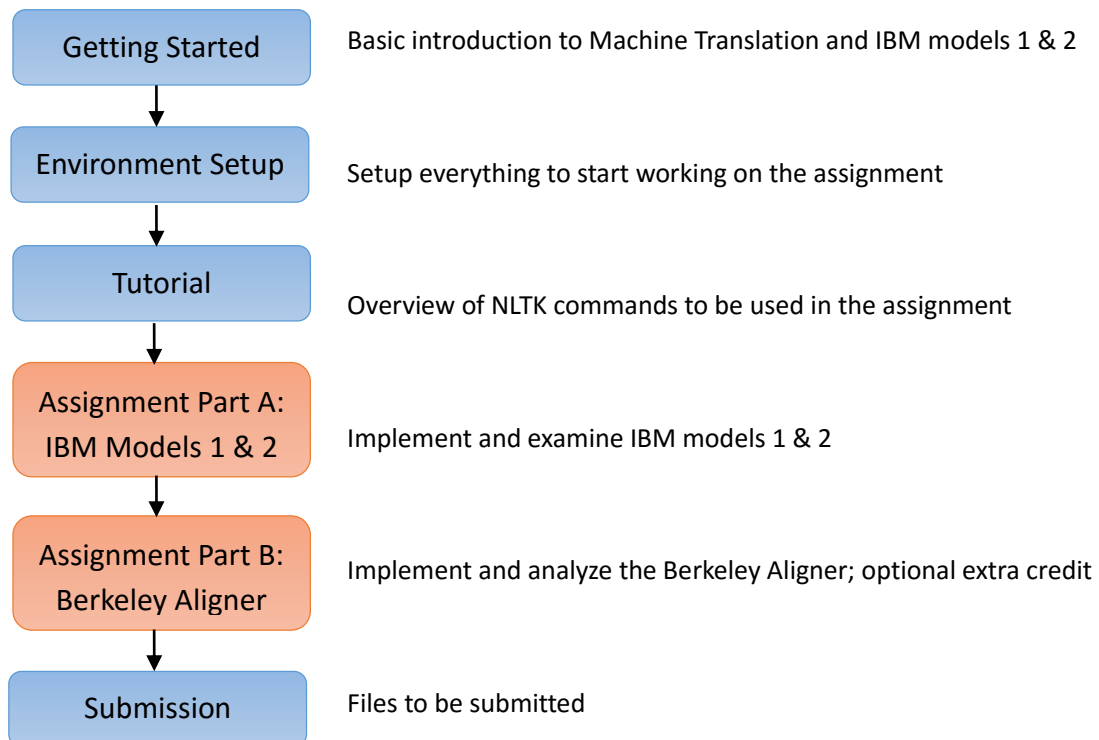 Getting Started
Basic introduction to Machine Translation and IBM models 1 & 2
Environment Setup
Setup everything to start working on the assignment
Tutorial
Overview of NLTK commands to be used in the assignment
Assignment Part A:
IBM Models 1 & 2
Implement and examine IBM models 1 & 2
Assignment Part B:
Berkeley Aligner
Implement and analyze the Berkeley Aligner; optional extra credit
Submission
Files to be submitted